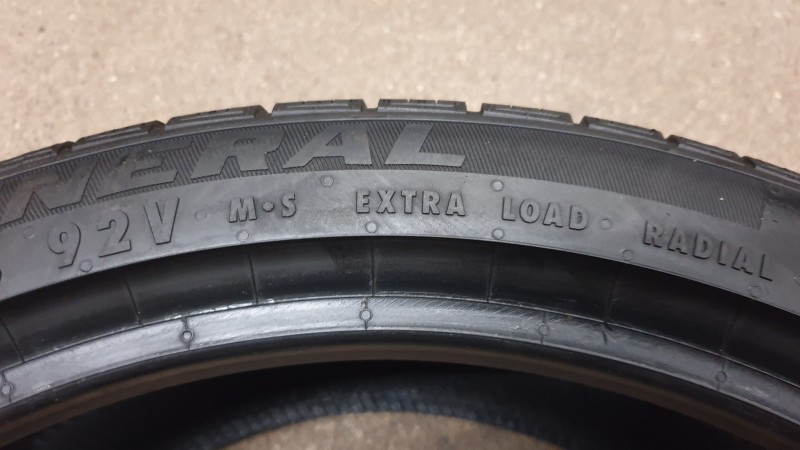 NERAL
92V M•S EXTRA LOAD RADIAL